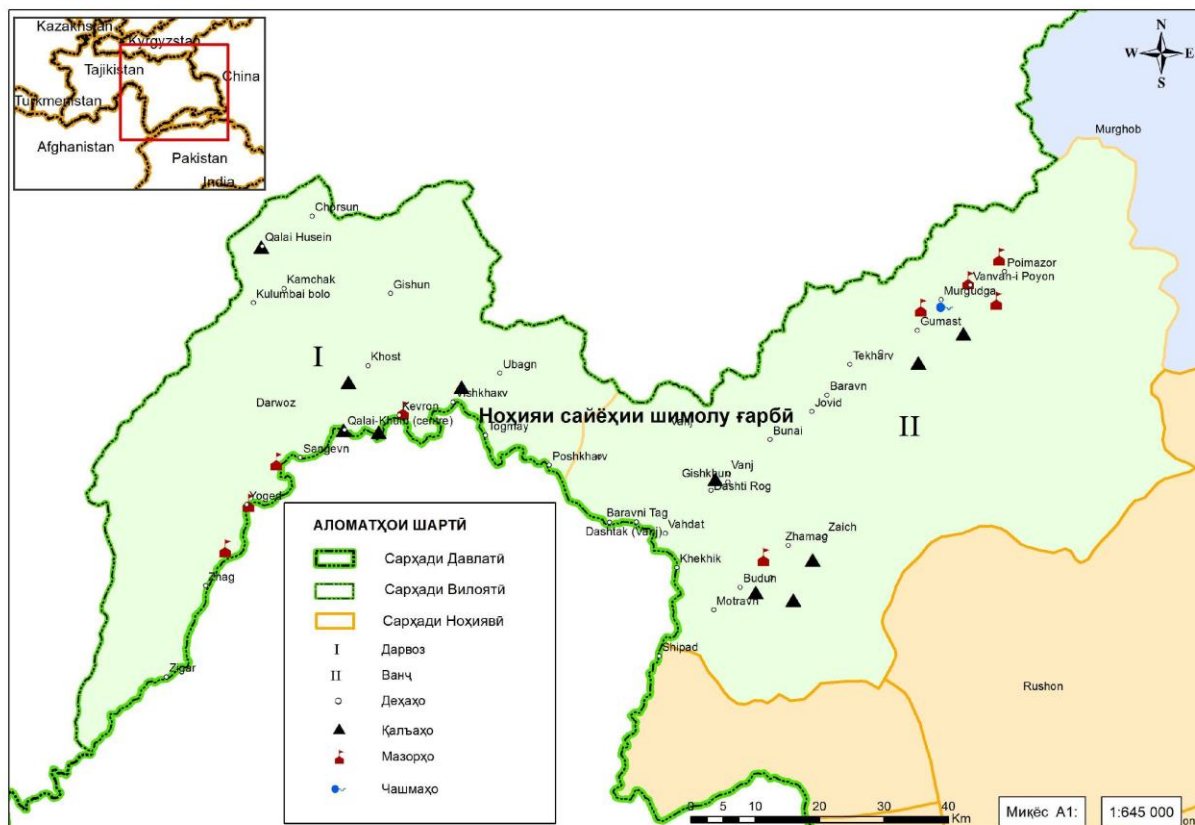 Kazakhstan
Kyrgyzstan
Tajikistan
China
Turkmenistan
Afghanistan
Pakistan
India
N
W E
S
Murghob
Chorsun
Qalai Husein
Kamchak
Kulumbai bolo
Gishun
Poimazor
Vanvan-i Poyon
Murgudga
Gumast
I
Khost
Ubagn
Tekharv
Vishkharv
Baravn
Darwoz
Kevron
Jovid
Qalai-Khumb (centre)
Ноҳияи сайёҳии шимолу ғарбӣ
Vanj
II
Togmay
Bunai
Sangevn
Poshkharv
Vanj
Gishkhun
Dashti Rog
Yoged
Baravni Tag
Dashtak (Vanj)
Vahdat
Zaich
Zhamag
Khekhik
Zhag
Budun
Motravn
Shipad
Zigar
Rushon
АЛОМАТҲОИ ШАРТӢ
Сарҳади Давлатӣ
Сарҳади Вилоятӣ
Сарҳади Ноҳиявӣ
I Дарвоз
II Ванҷ
Деҳаҳо
Қалъаҳо
Мазорҳо
Чашмаҳо
0 5 10 20 30 40
Km
Миқёс А1: 1:645 000